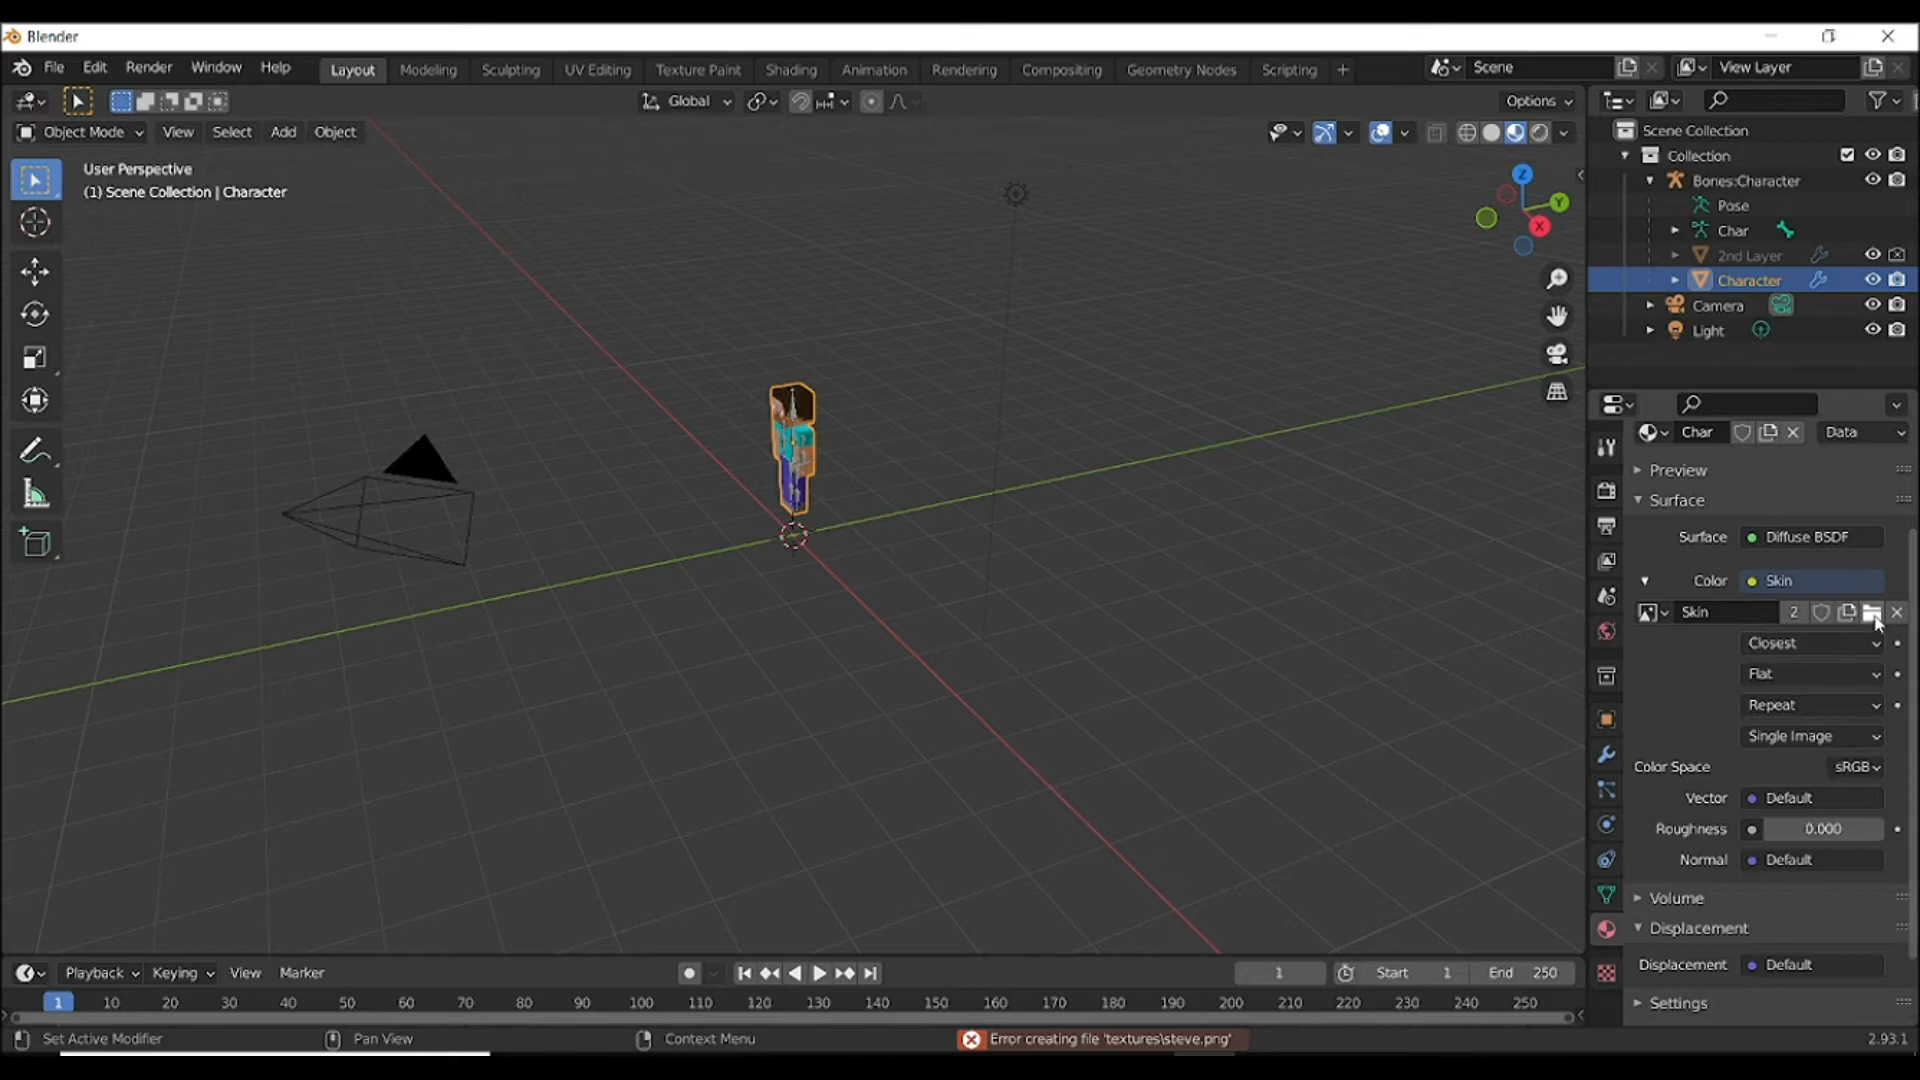 Blender
File Edit Render Window Help Layout Modeling Sculpting UV Editing Texture Paint Shading Animation Rendering Compositing Geometry Nodes Scripting + Scene View Layer
Global Options
Object Mode View Select Add Object
User Perspective
(1) Scene Collection | Character
Z
Y
X
Scene Collection
Collection
Bones:Character
Pose
Char
2nd Layer
Character
Camera
Light
Char Data
Preview
Surface
Surface Diffuse BSDF
Color Skin
Skin 2
Closest
Flat
Repeat
Single Image
Color Space sRGB
Vector Default
Roughness 0.000
Normal Default
Volume
Displacement
Displacement Default
Settings
Playback Keying View Marker 1 Start 1 End 250
1 10 20 30 40 50 60 70 80 90 100 110 120 130 140 150 160 170 180 190 200 210 220 230 240 250
Set Active Modifier Pan View Context Menu Error creating file 'textures\steve.png' 2.93.1